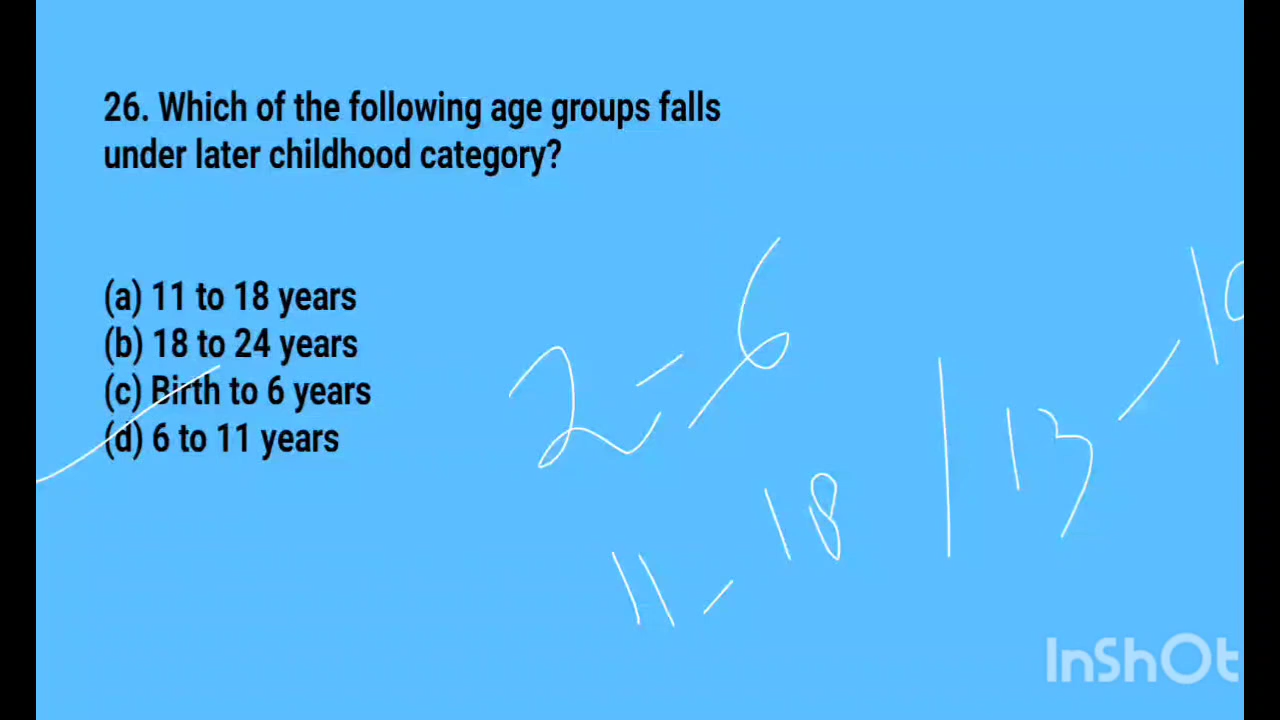 26. Which of the following age groups falls
under later childhood category?
(a) 11 to 18 years
(b) 18 to 24 years
(c) Birth to 6 years
(d) 6 to 11 years
2-6
11-18
13-
InShOt